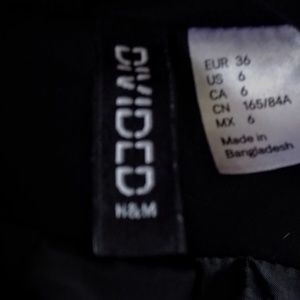 DIVIDED
H&M
EUR 36
US 6
CA 6
CN 165/84A
MX 6
Made in
Bangladesh